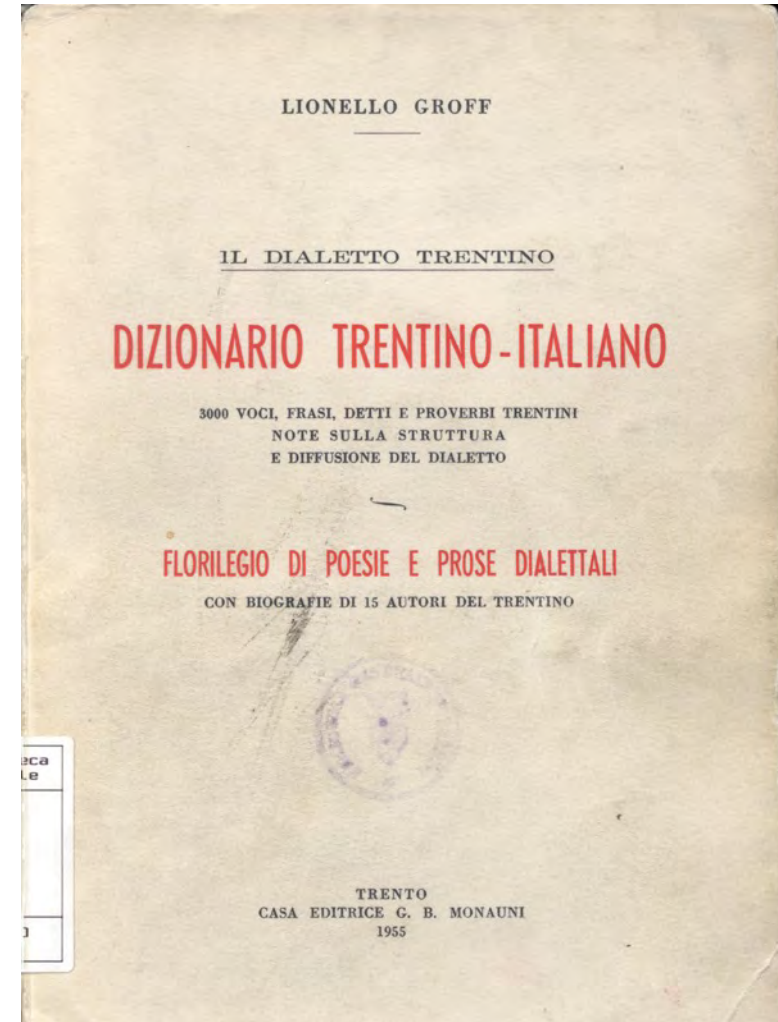 LIONELLO GROFF
IL DIALETTO TRENTINO
DIZIONARIO TRENTINO-ITALIANO
3000 VOCI, FRASI, DETTI E PROVERBI TRENTINI
NOTE SULLA STRUTTURA
E DIFFUSIONE DEL DIALETTO
FLORILEGIO DI POESIE E PROSE DIALETTALI
CON BIOGRAFIE DI 15 AUTORI DEL TRENTINO
TRENTO
CASA EDITRICE G. B. MONAUNI
1955